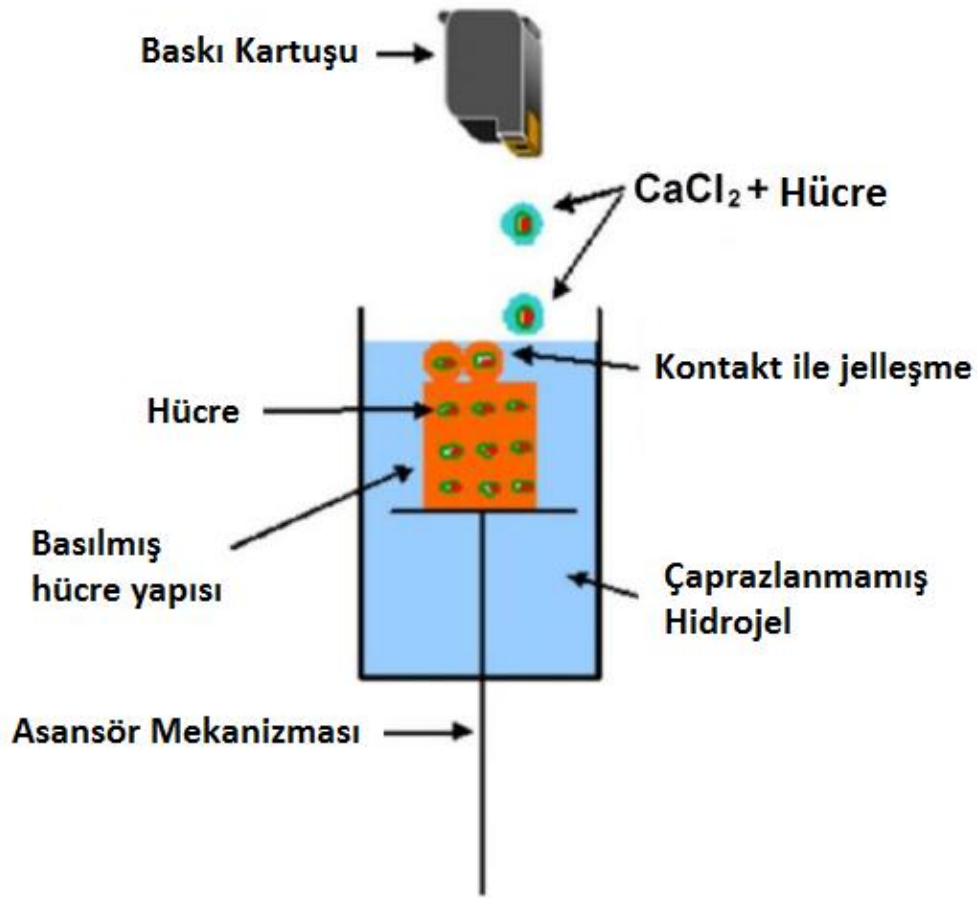 Baskı Kartuşu
CaCl₂ + Hücre
Kontakt ile jelleşme
Hücre
Basılmış
hücre yapısı
Çaprazlanmamış
Hidrojel
Asansör Mekanizması